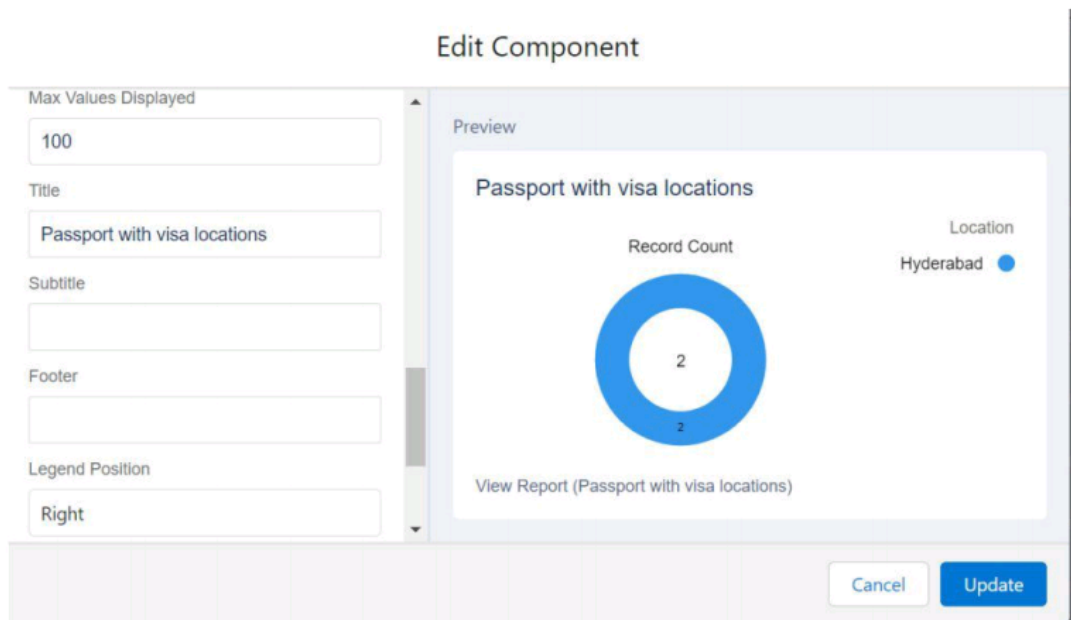 Edit Component
Max Values Displayed
100
Title
Passport with visa locations
Subtitle
Footer
Legend Position
Right
Preview
Passport with visa locations
Record Count
2
2
Location
Hyderabad
View Report (Passport with visa locations)
Cancel
Update